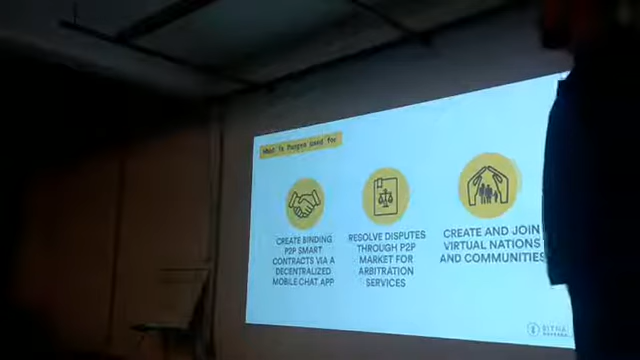 What is Pangea used for
CREATE BINDING
P2P SMART
CONTRACTS VIA A
DECENTRALIZED
MOBILE CHAT APP
RESOLVE DISPUTES
THROUGH P2P
MARKET FOR
ARBITRATION
SERVICES
CREATE AND JOIN
VIRTUAL NATIONS
AND COMMUNITIES